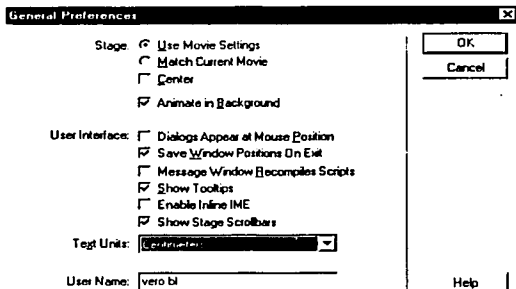 General Preferences
Stage: Use Movie Settings OK
Match Current Movie Cancel
Center
Animate in Background
User Interface: Dialogs Appear at Mouse Position
Save Window Positions On Exit
Message Window Recompiles Scripts
Show Tooltips
Enable Inline IME
Show Stage Scrollbars
Text Units: Centimeters
User Name: vero bl Help